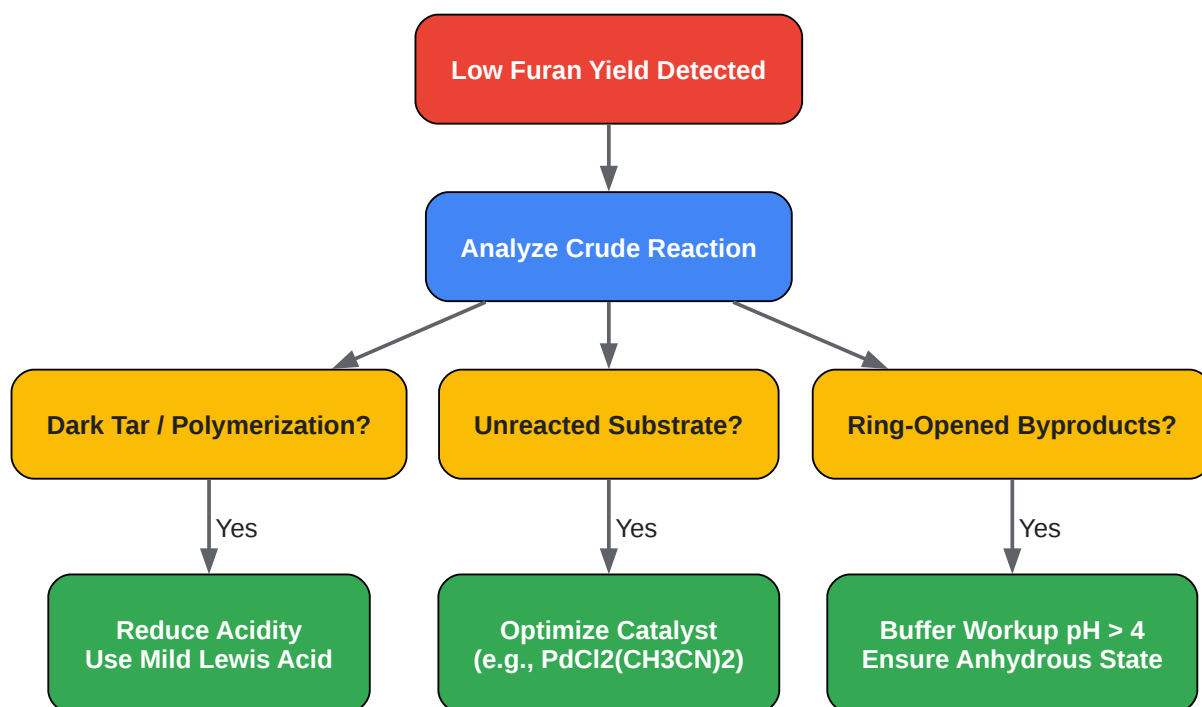 Low Furan Yield Detected
Analyze Crude Reaction
Dark Tar / Polymerization?
Unreacted Substrate?
Ring-Opened Byproducts?
Yes
Yes
Yes
Reduce Acidity
Use Mild Lewis Acid
Optimize Catalyst
(e.g., PdCl2(CH3CN)2)
Buffer Workup pH > 4
Ensure Anhydrous State